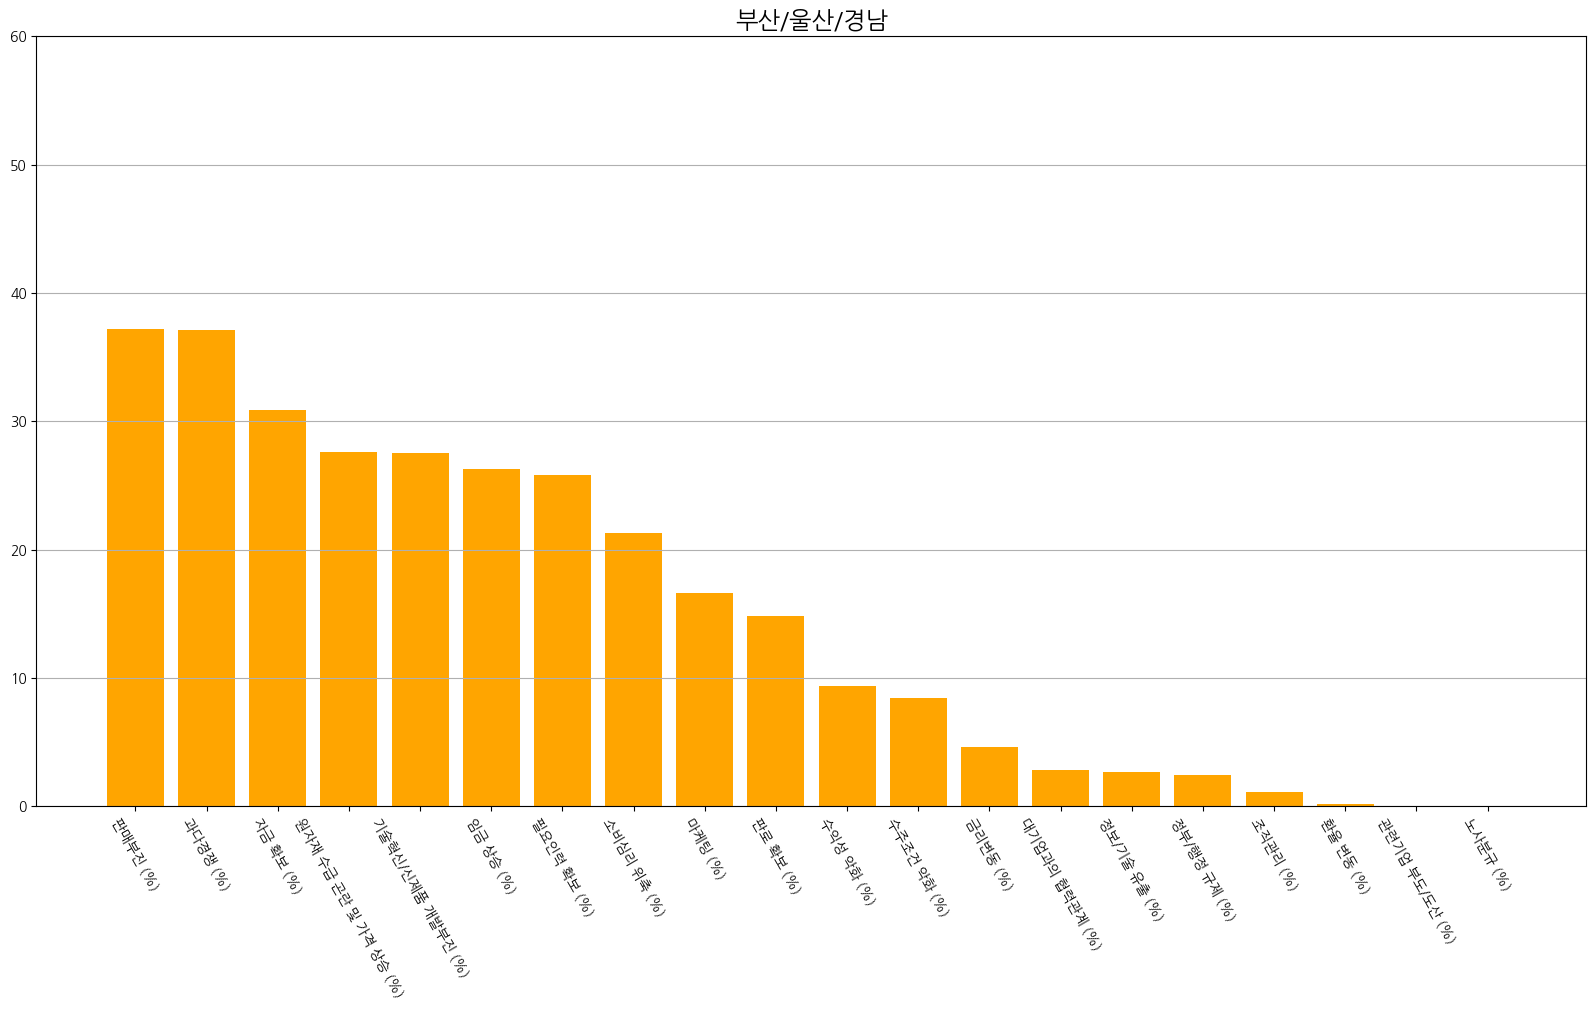 부산/울산/경남
60
50
40
30
20
10
0
판매부진 (%)
과다경쟁 (%)
자금 확보 (%)
원자재 수급 곤란 및 가격 상승 (%)
기술혁신/신제품 개발부진 (%)
임금 상승 (%)
필요인력 확보 (%)
소비심리 위축 (%)
마케팅 (%)
판로 확보 (%)
수익성 악화 (%)
수주조건 악화 (%)
금리변동 (%)
대기업과의 협력관계 (%)
정보/기술 유출 (%)
정부/행정 규제 (%)
조직관리 (%)
환율 변동 (%)
관련기업 부도/도산 (%)
노사분규 (%)